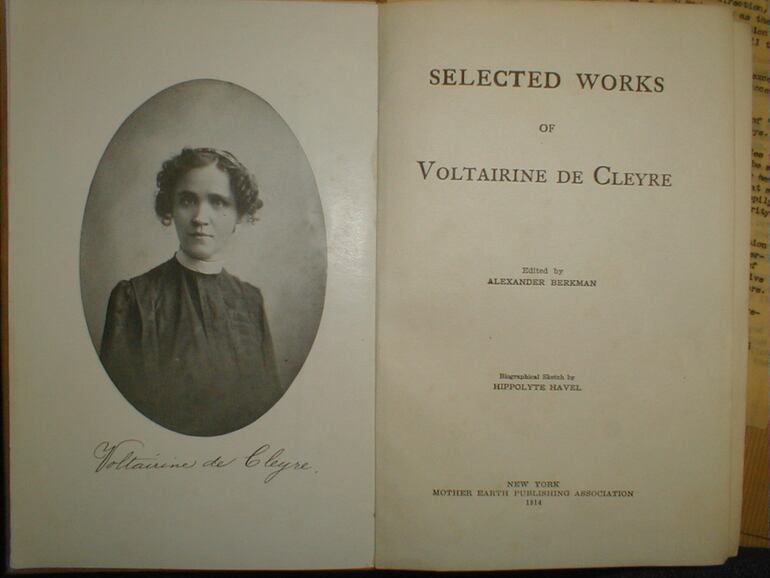 Voltairine de Cleyre.
SELECTED WORKS
OF
VOLTAIRINE DE CLEYRE
Edited by
ALEXANDER BERKMAN
Biographical Sketch by
HIPPOLYTE HAVEL
NEW YORK
MOTHER EARTH PUBLISHING ASSOCIATION
1914